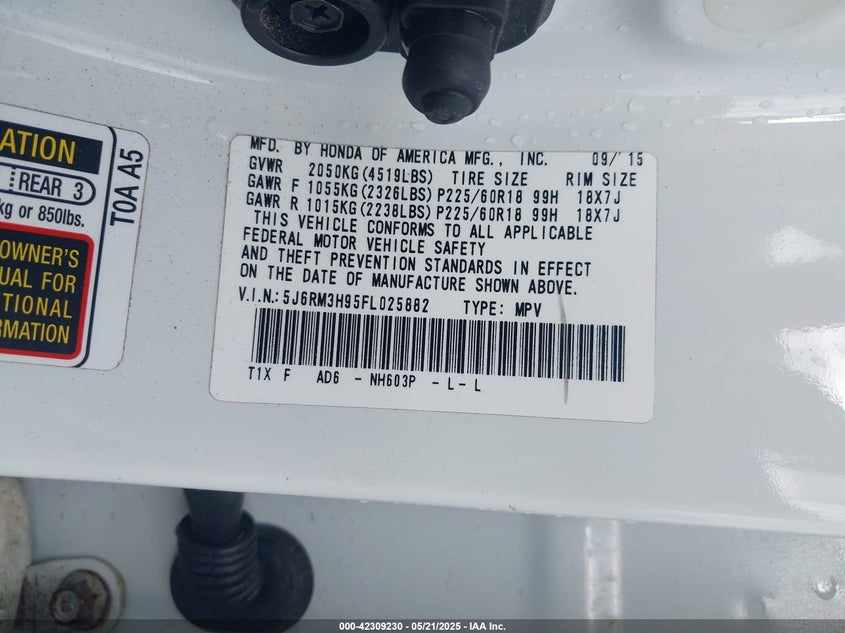 ATION
REAR 3
kg or 850lbs.
OWNER'S
UAL FOR
TIONAL
RMATION
T0A A5
MFD. BY HONDA OF AMERICA MFG., INC. 09/ 15
GVWR 2050KG(4519LBS) TIRE SIZE RIM SIZE
GAWR F 1055KG(2326LBS) P225/60R18 99H 18X7J
GAWR R 1015KG(2238LBS) P225/60R18 99H 18X7J
THIS VEHICLE CONFORMS TO ALL APPLICABLE
FEDERAL MOTOR VEHICLE SAFETY
AND THEFT PREVENTION STANDARDS IN EFFECT
ON THE DATE OF MANUFACTURE SHOWN ABOVE.
V.I.N.: 5J6RM3H95FL025882 TYPE: MPV
T1X F AD6 - NH603P - L - L
000-42309230 - 05/21/2025 - IAA Inc.